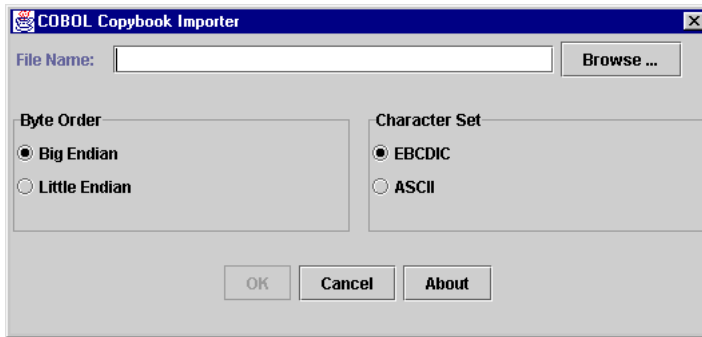 COBOL Copybook Importer
File Name: Browse ...
Byte Order Character Set
Big Endian EBCDIC
Little Endian ASCII
OK Cancel About